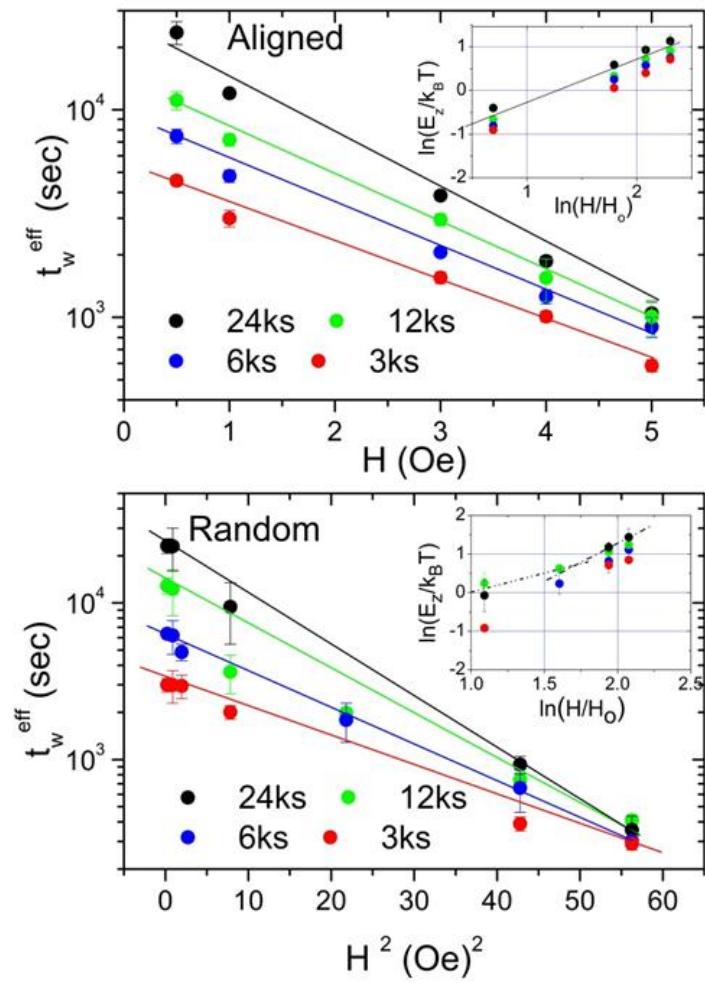 Aligned
t_w^eff (sec)
10^4
10^3
24ks 12ks
6ks 3ks
0 1 2 3 4 5
H (Oe)
ln(E_z/k_BT)
1
0
-1
-2
1 2
ln(H/H_o)
Random
t_w^eff (sec)
10^4
10^3
24ks 12ks
6ks 3ks
0 10 20 30 40 50 60
H^2 (Oe)^2
ln(E_z/k_BT)
2
1
0
-1
-2
1.0 1.5 2.0 2.5
ln(H/H_O)